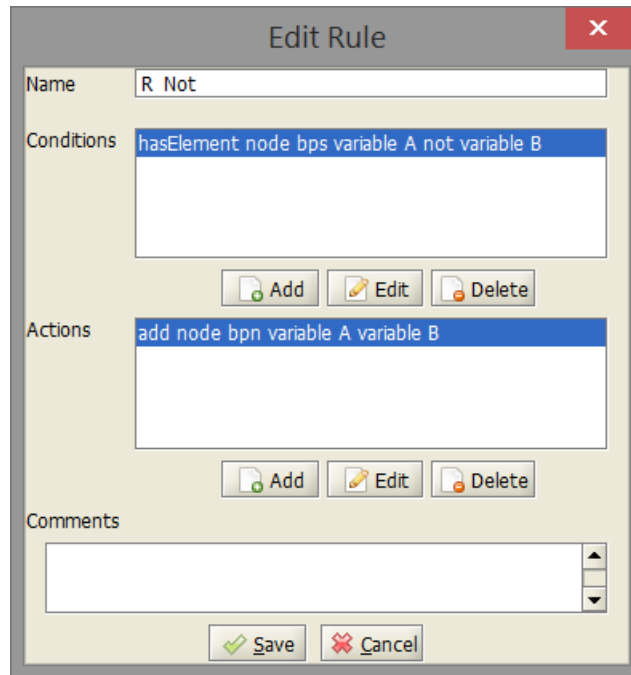 Edit Rule
Name R Not
Conditions hasElement node bps variable A not variable B
Add Edit Delete
Actions add node bpn variable A variable B
Add Edit Delete
Comments
Save Cancel